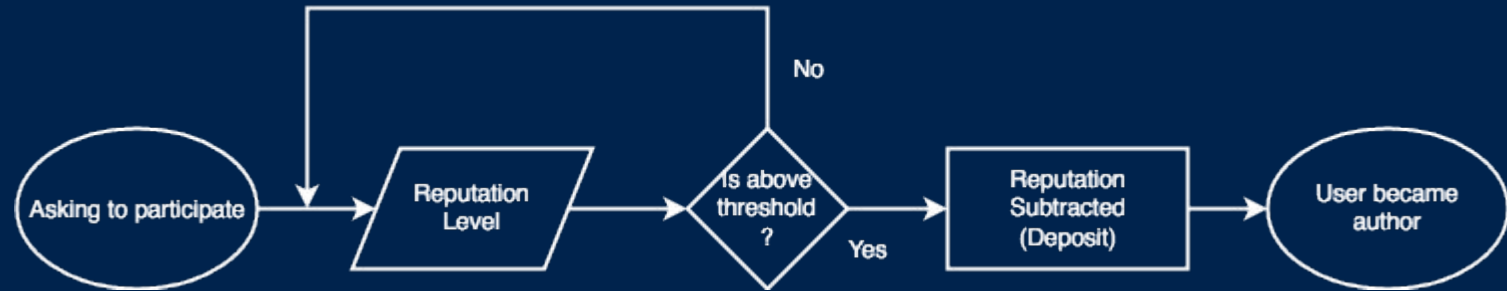 No
Asking to participate
Reputation
Level
Is above
threshold
?
Yes
Reputation
Subtracted
(Deposit)
User became
author